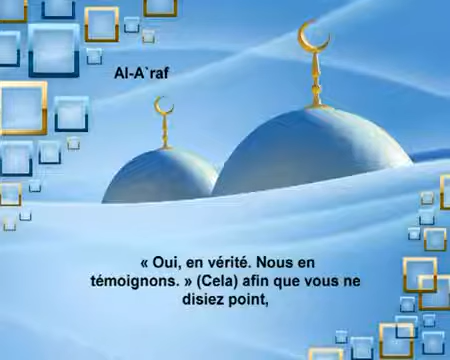 Al-A`raf
« Oui, en vérité. Nous en
témoignons. » (Cela) afin que vous ne
disiez point,